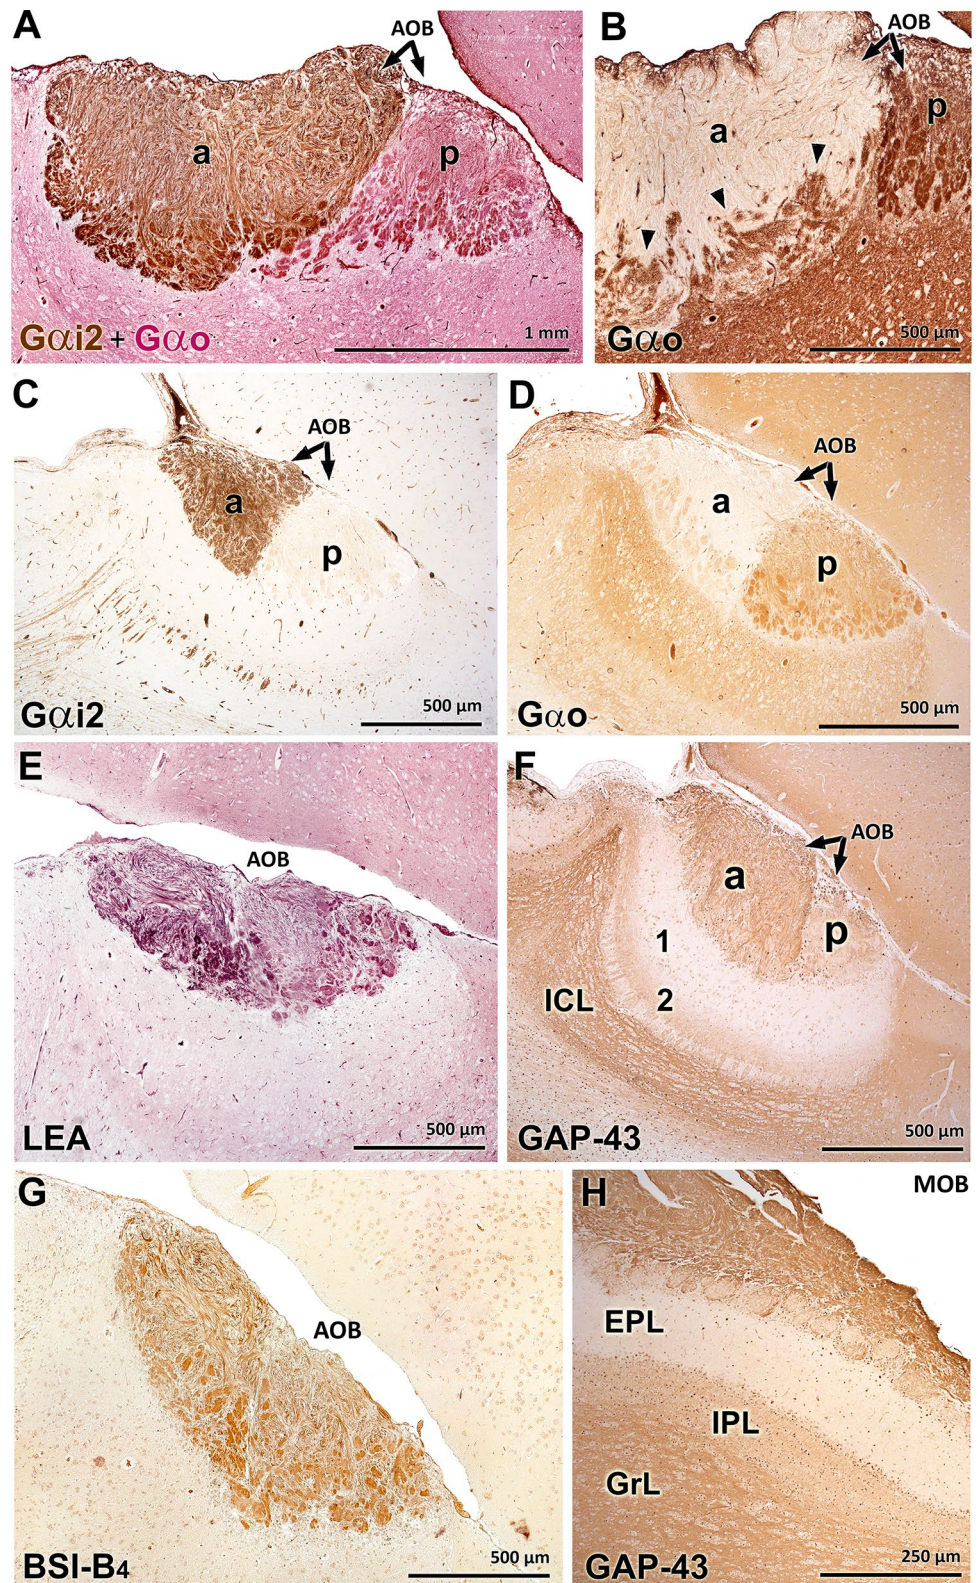 A
AOB
a
p
Gαi2 + Gαo
1 mm
B
AOB
a
p
Gαo
500 µm
C
AOB
a
p
Gαi2
500 µm
D
AOB
a
p
Gαo
500 µm
E
AOB
LEA
500 µm
F
AOB
a
p
1
2
ICL
GAP-43
500 µm
G
AOB
BSI-B4
500 µm
H
MOB
EPL
IPL
GrL
GAP-43
250 µm